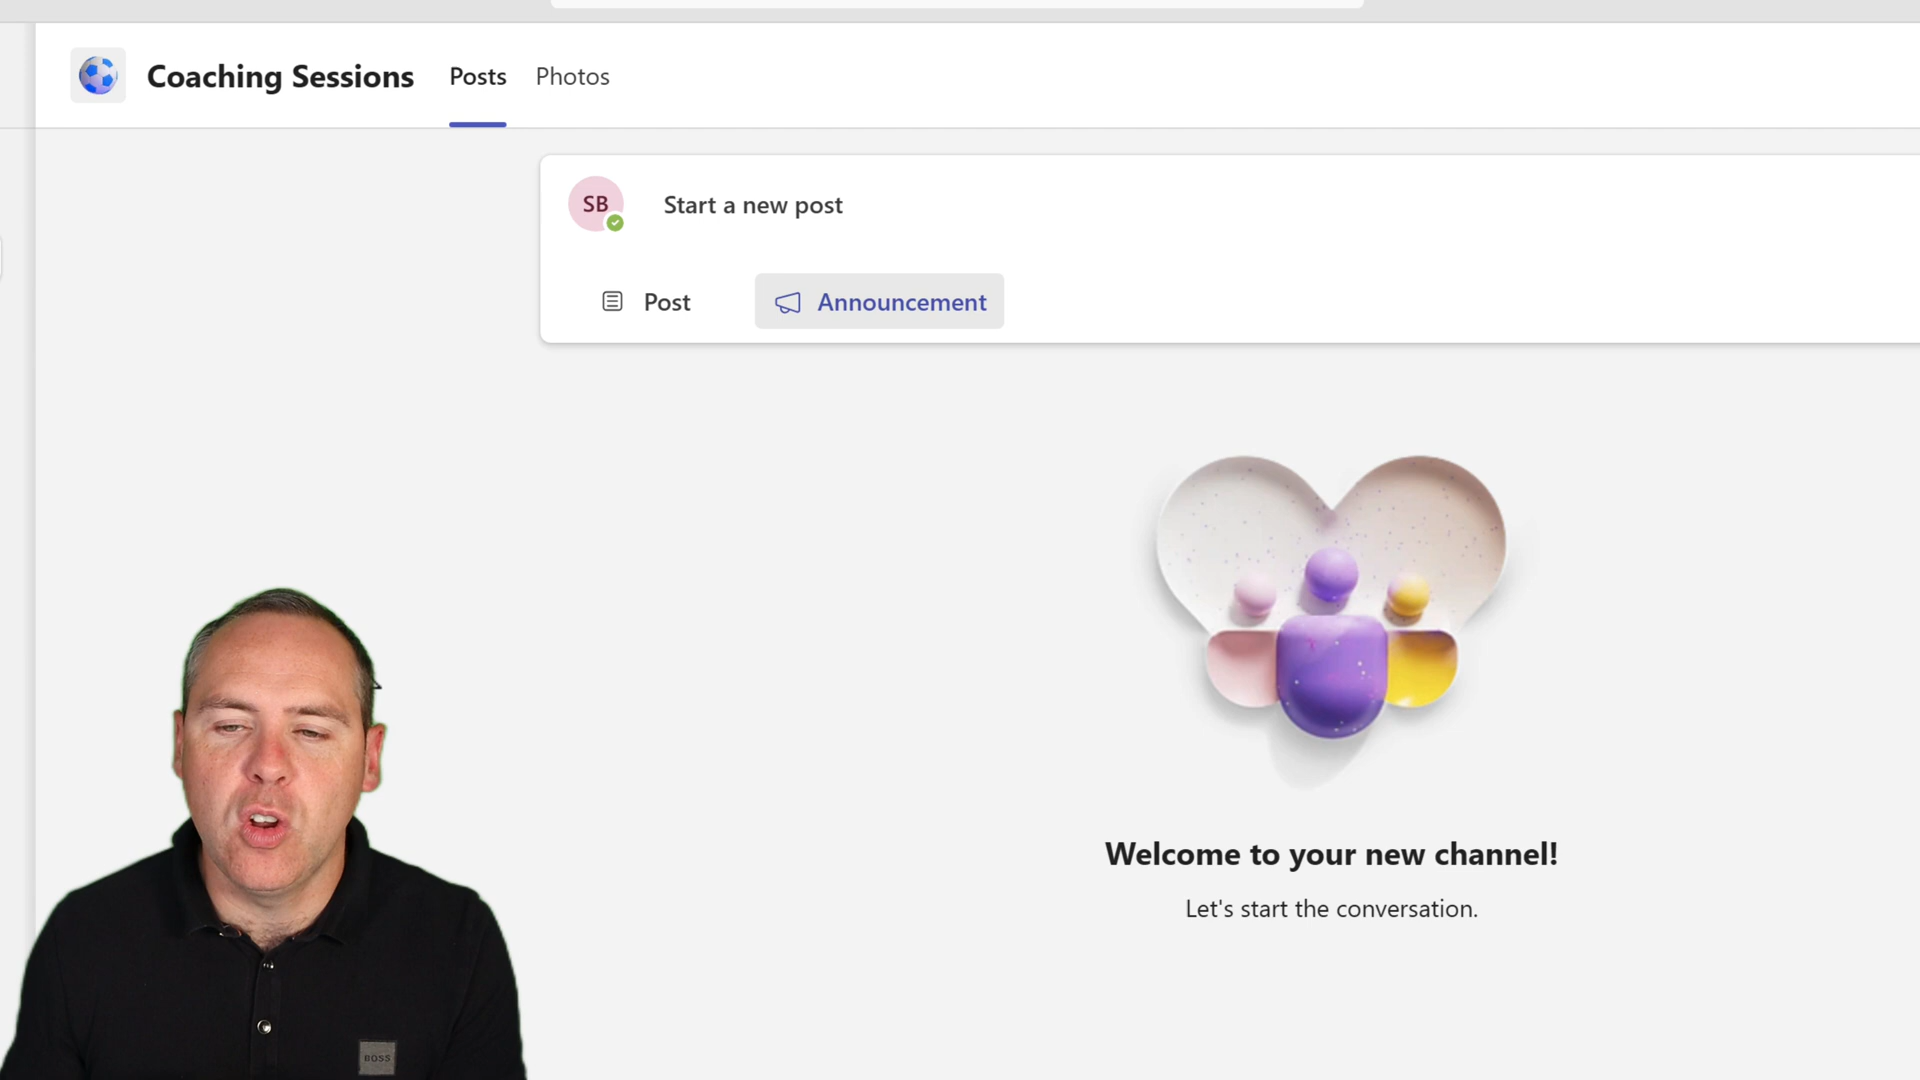 Coaching Sessions Posts Photos
SB Start a new post
Post Announcement
Welcome to your new channel!
Let's start the conversation.
BOSS